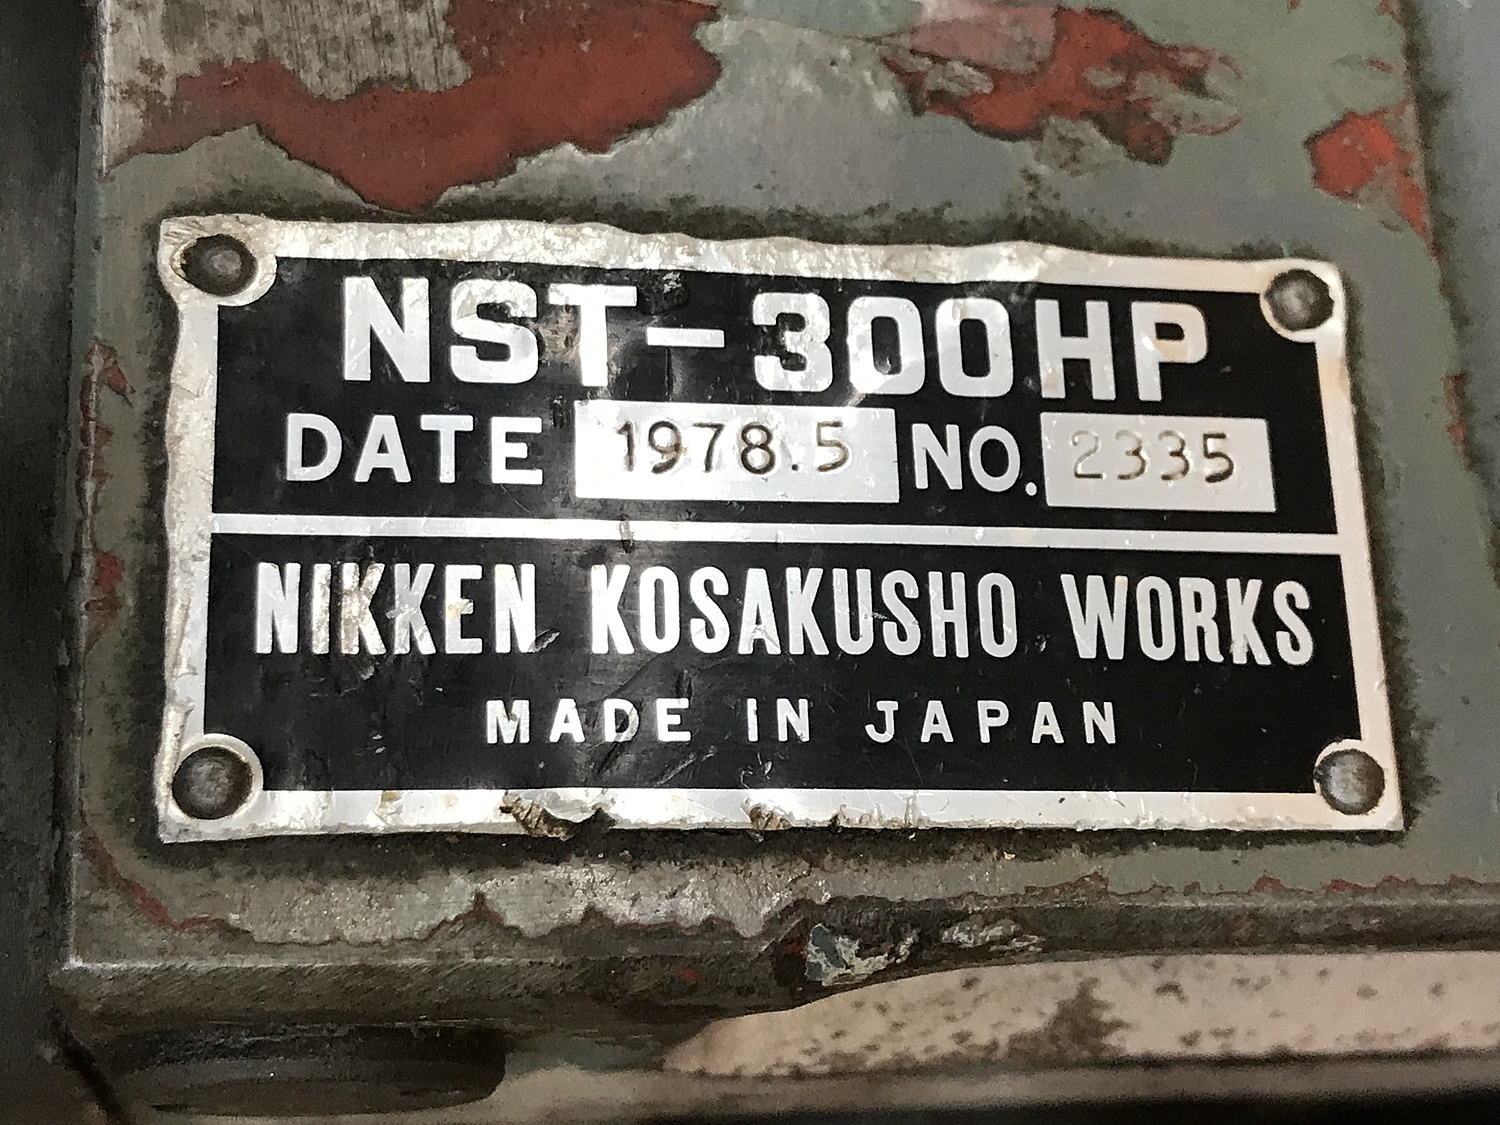 NST-300HP
DATE 1978.5 NO. 2335
NIKKEN KOSAKUSHO WORKS
MADE IN JAPAN